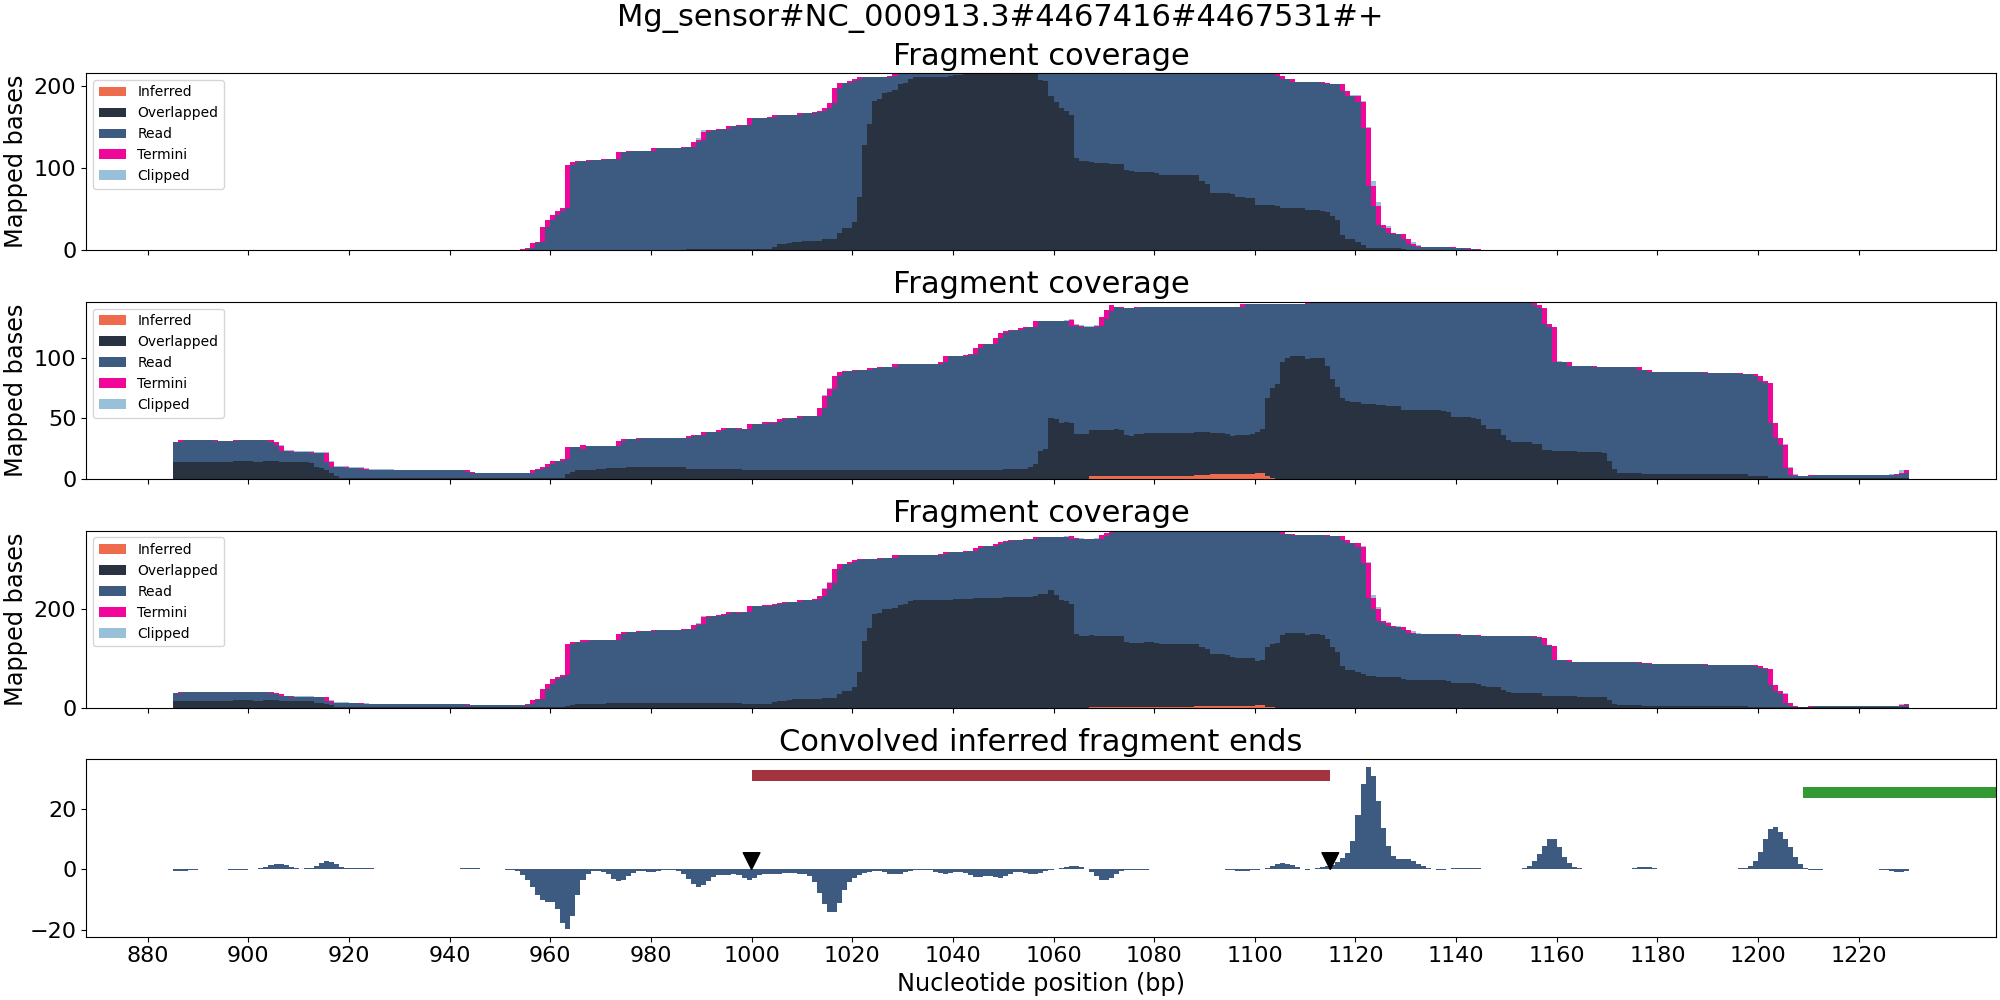 Mg_sensor#NC_000913.3#4467416#4467531#+
Fragment coverage
Mapped bases
200
100
0
Inferred
Overlapped
Read
Termini
Clipped
Fragment coverage
Mapped bases
100
50
0
Inferred
Overlapped
Read
Termini
Clipped
Fragment coverage
Mapped bases
200
0
Inferred
Overlapped
Read
Termini
Clipped
Convolved inferred fragment ends
20
0
−20
880 900 920 940 960 980 1000 1020 1040 1060 1080 1100 1120 1140 1160 1180 1200 1220
Nucleotide position (bp)